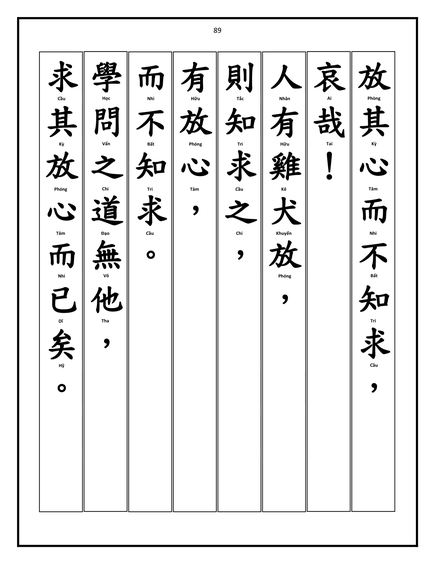 89
放其心而不知求，
Phóng Kỳ Tâm Nhi Bất Tri Cầu
哀哉！
Ai Tai
人有雞犬放，
Nhân Hữu Kê Khuyển Phóng
則知求之，
Tắc Tri Cầu Chi
有放心，
Hữu Phóng Tâm
而不知求。
Nhi Bất Tri Cầu
學問之道無他，
Học Vấn Chi Đạo Vô Tha
求其放心而已矣。
Cầu Kỳ Phóng Tâm Nhi Dĩ Hỹ